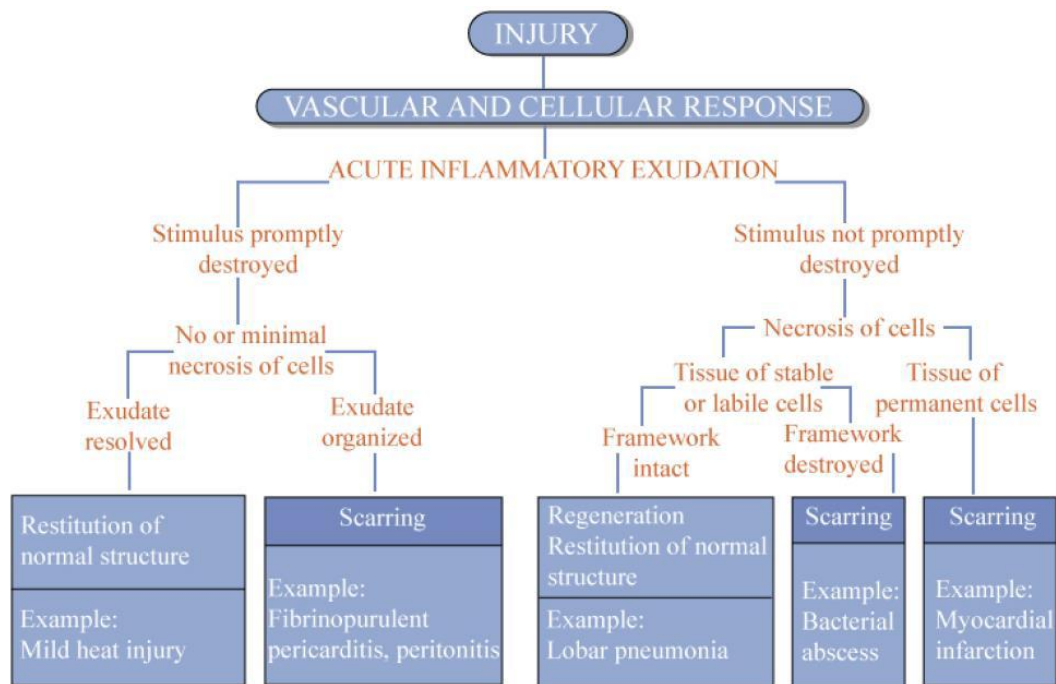 INJURY
VASCULAR AND CELLULAR RESPONSE
ACUTE INFLAMMATORY EXUDATION
Stimulus promptly
destroyed
No or minimal
necrosis of cells
Exudate
resolved
Restitution of
normal structure
Example:
Mild heat injury
Exudate
organized
Scarring
Example:
Fibrinopurulent
pericarditis, peritonitis
Stimulus not promptly
destroyed
Necrosis of cells
Tissue of stable
or labile cells
Framework
intact
Regeneration
Restitution of normal
structure
Example:
Lobar pneumonia
Framework
destroyed
Scarring
Example:
Bacterial
abscess
Tissue of
permanent cells
Scarring
Example:
Myocardial
infarction